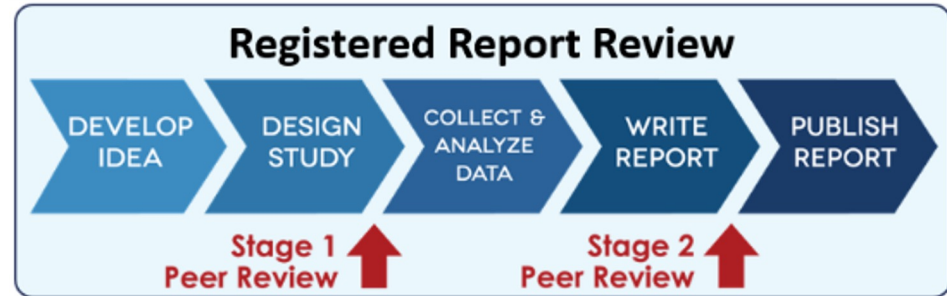 Registered Report Review
DEVELOP
IDEA
DESIGN
STUDY
COLLECT &
ANALYZE
DATA
WRITE
REPORT
PUBLISH
REPORT
Stage 1
Peer Review
Stage 2
Peer Review